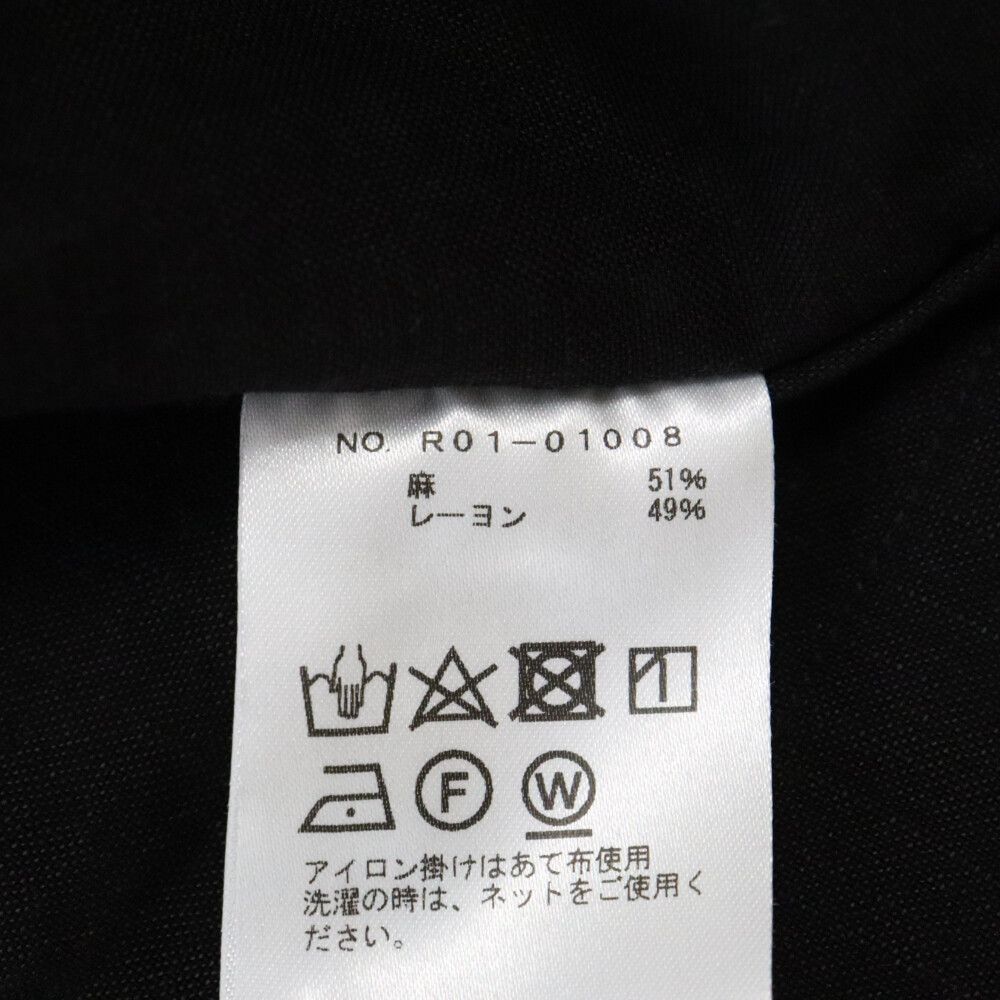 NO. R01-01008
麻 51%
レーヨン 49%
F W
アイロン掛けはあて布使用
洗濯の時は、ネットをご使用く
ださい。